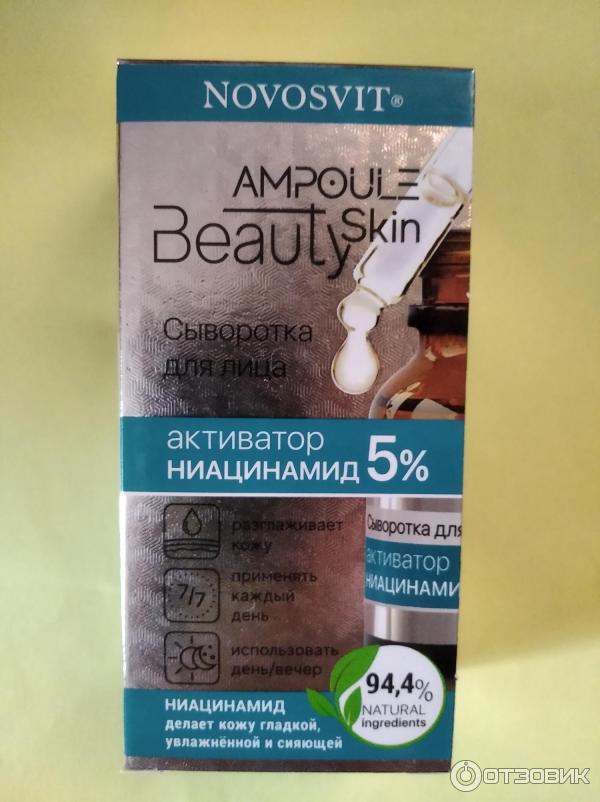 NOVOSVIT®
AMPOULE
Beauty Skin
Сыворотка
для лица
активатор
НИАЦИНАМИД 5%
разглаживает
кожу
7/7
применять
каждый
день
использовать
день/вечер
Сыворотка для
активатор
НИАЦИНАМИ
94,4%
NATURAL
ingredients
НИАЦИНАМИД
делает кожу гладкой,
увлажнённой и сияющей
ОТЗОВИК